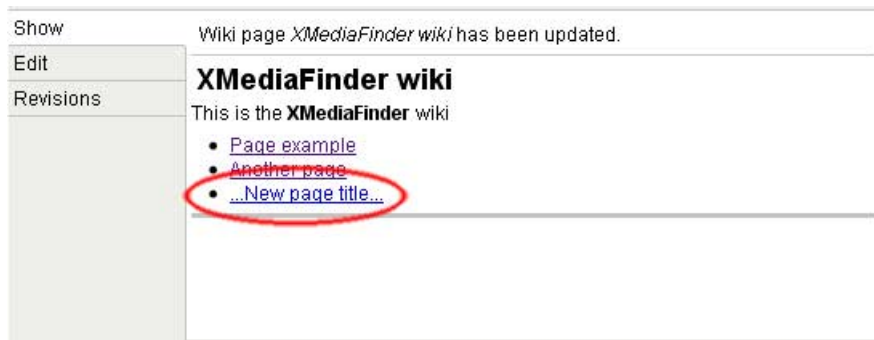 Show
Edit
Revisions
Wiki page XMediaFinder wiki has been updated.
XMediaFinder wiki
This is the XMediaFinder wiki
• Page example
• Another page
• ...New page title...